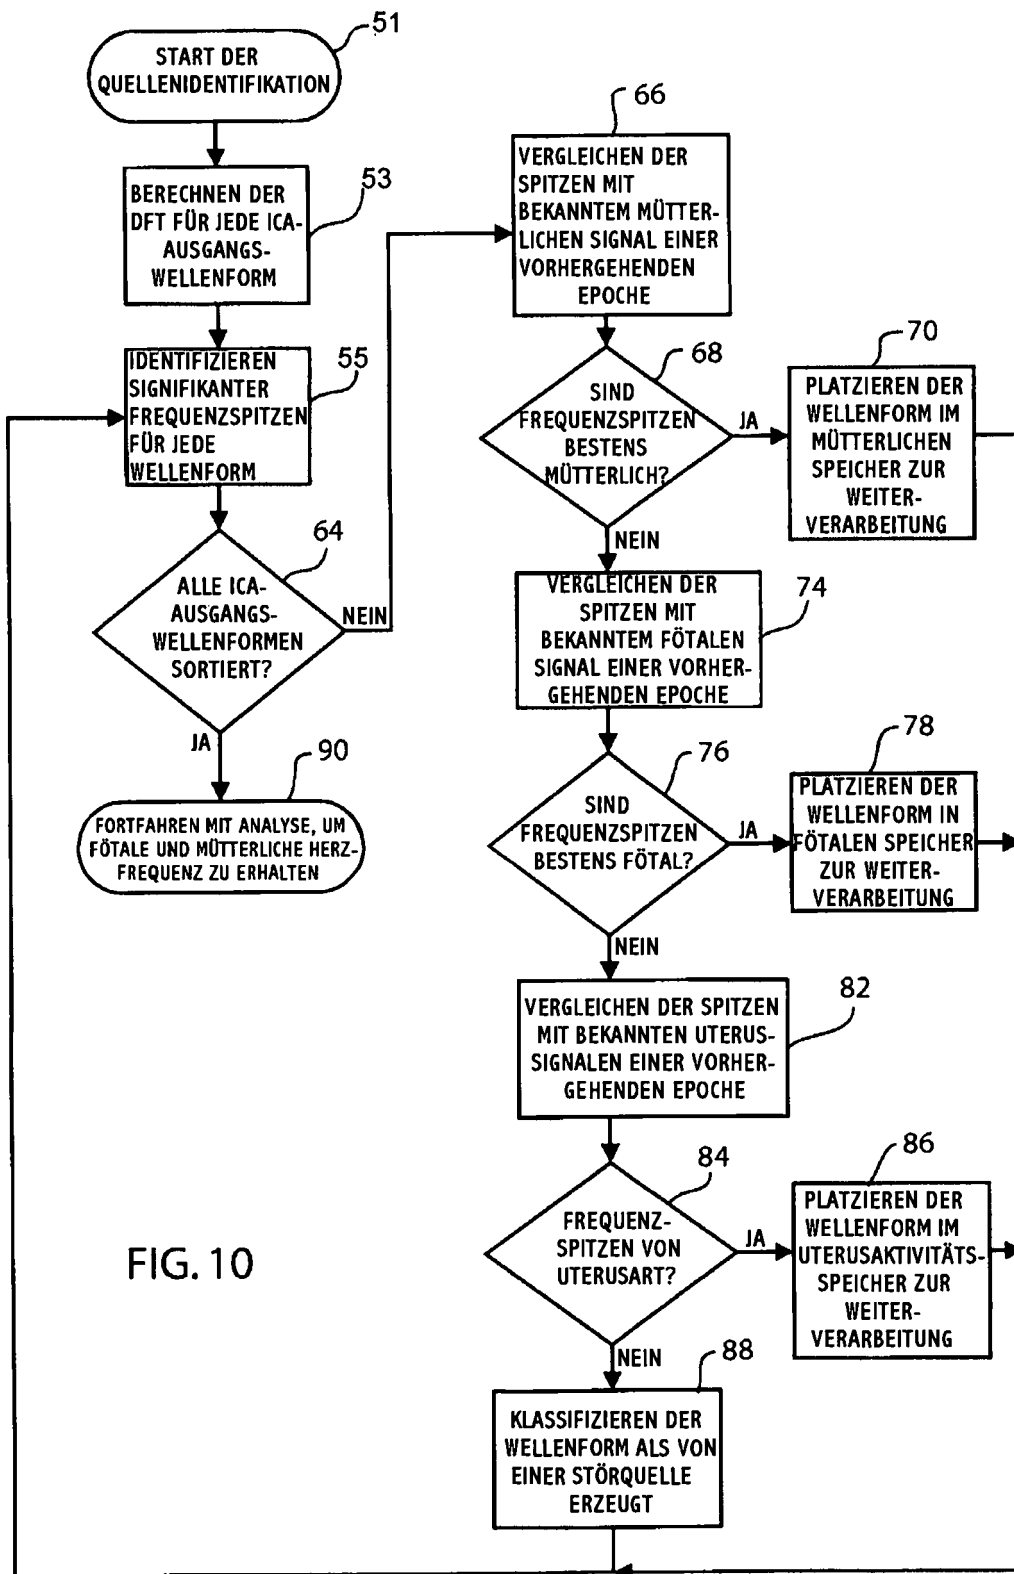 51
START DER
QUELLENIDENTIFIKATION
53
BERECHNEN DER
DFT FÜR JEDE ICA-
AUSGANGS-
WELLENFORM
55
IDENTIFIZIEREN
SIGNIFIKANTER
FREQUENZSPITZEN
FÜR JEDE
WELLENFORM
64
ALLE ICA-
AUSGANGS-
WELLENFORMEN
SORTIERT?
NEIN
JA
90
FORTFAHREN MIT ANALYSE, UM
FÖTALE UND MÜTTERLICHE HERZ-
FREQUENZ ZU ERHALTEN
66
VERGLEICHEN DER
SPITZEN MIT
BEKANNTEM MÜTTER-
LICHEN SIGNAL EINER
VORHERGEHENDEN
EPOCHE
68
SIND
FREQUENZSPITZEN
BESTENS
MÜTTERLICH?
JA
NEIN
70
PLATZIEREN DER
WELLENFORM IM
MÜTTERLICHEN
SPEICHER ZUR
WEITER-
VERARBEITUNG
74
VERGLEICHEN DER
SPITZEN MIT
BEKANNTEM FÖTALEN
SIGNAL EINER VORHER-
GEHENDEN EPOCHE
76
SIND
FREQUENZSPITZEN
BESTENS FÖTAL?
JA
NEIN
78
PLATZIEREN DER
WELLENFORM IN
FÖTALEN SPEICHER
ZUR WEITER-
VERARBEITUNG
82
VERGLEICHEN DER SPITZEN
MIT BEKANNTEN UTERUS-
SIGNALEN EINER VORHER-
GEHENDEN EPOCHE
84
FREQUENZ-
SPITZEN VON
UTERUSART?
JA
NEIN
86
PLATZIEREN DER
WELLENFORM IM
UTERUSAKTIVITÄTS-
SPEICHER ZUR
WEITER-
VERARBEITUNG
88
KLASSIFIZIEREN DER
WELLENFORM ALS VON
EINER STÖRQUELLE
ERZEUGT
FIG. 10